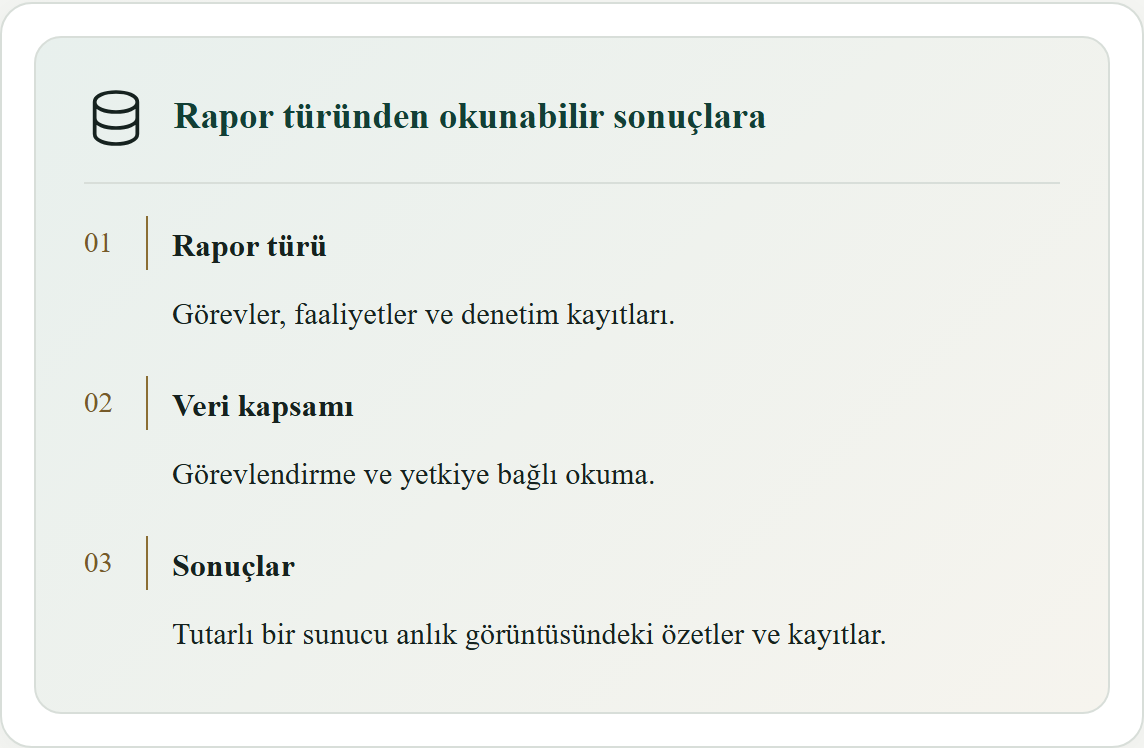 Rapor türünden okunabilir sonuçlara
01
Rapor türü
Görevler, faaliyetler ve denetim kayıtları.
02
Veri kapsamı
Görevlendirme ve yetkiye bağlı okuma.
03
Sonuçlar
Tutarlı bir sunucu anlık görüntüsündeki özetler ve kayıtlar.